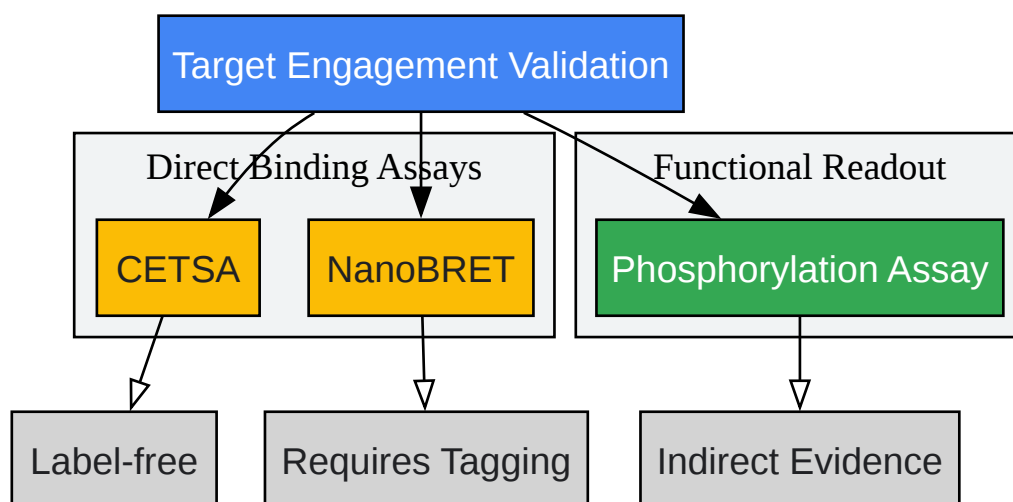 Target Engagement Validation
Direct Binding Assays
Functional Readout
CETSA
NanoBRET
Phosphorylation Assay
Label-free
Requires Tagging
Indirect Evidence